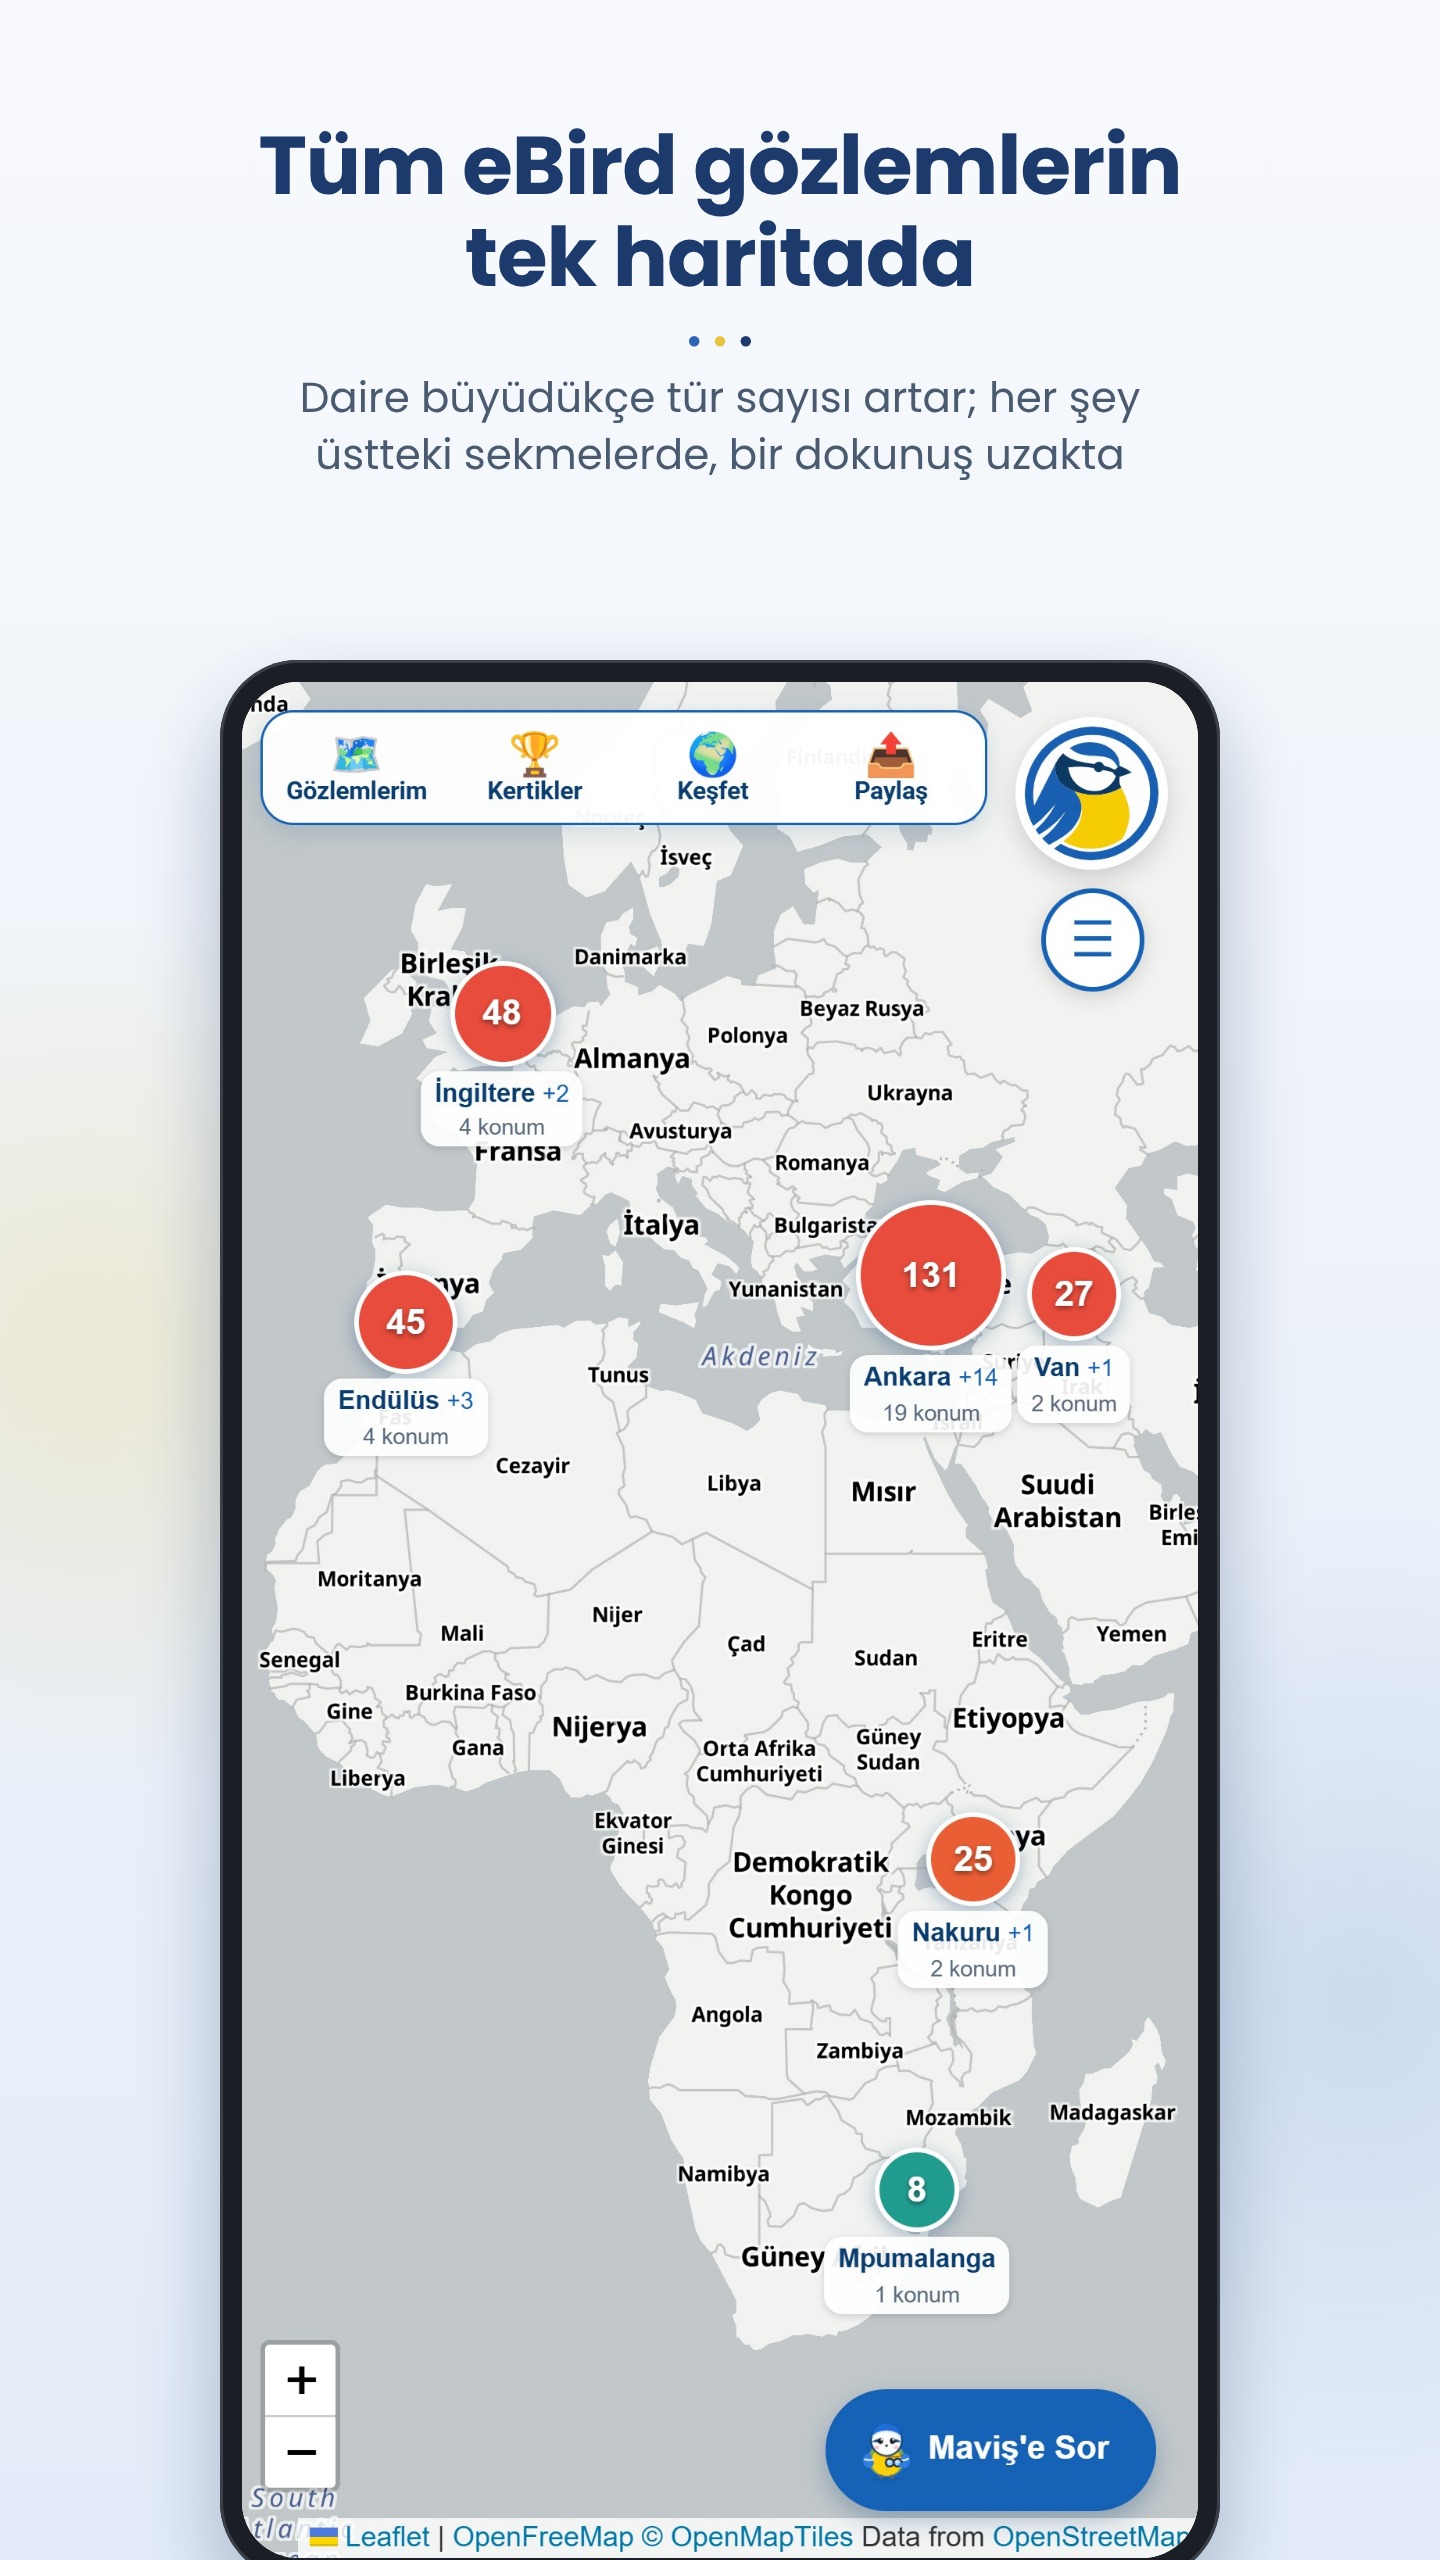 Tüm eBird gözlemlerin
tek haritada
Daire büyüdükçe tür sayısı artar; her şey
üstteki sekmelerde, bir dokunuş uzakta
Gözlemlerim
Kertikler
Keşfet
Paylaş
İsveç
Danimarka
Birleşik
48
Beyaz Rusya
Polonya
Almanya
Ukrayna
İngiltere +2
4 konum
Avusturya
Fransa
Romanya
İtalya
Yunanistan
131
27
45
Akdeniz
Tunus
Ankara +14
19 konum
Van +1
2 konum
Endülüs +3
4 konum
Cezayir
Libya
Mısır
Suudi
Arabistan
Moritanya
Nijer
Mali
Çad
Eritre
Yemen
Senegal
Sudan
Burkina Faso
Gine
Nijerya
Etiyopya
Gana
Orta Afrika
Cumhuriyeti
Güney
Sudan
Liberya
Ekvator
Ginesi
25
Demokratik
Kongo
Cumhuriyeti
Nakuru +1
2 konum
Angola
Zambiya
Mozambik
Madagaskar
Namibya
8
Güney
Mpumalanga
1 konum
+
−
Maviş'e Sor
South
Leaflet | OpenFreeMap © OpenMapTiles Data from OpenStreetMap